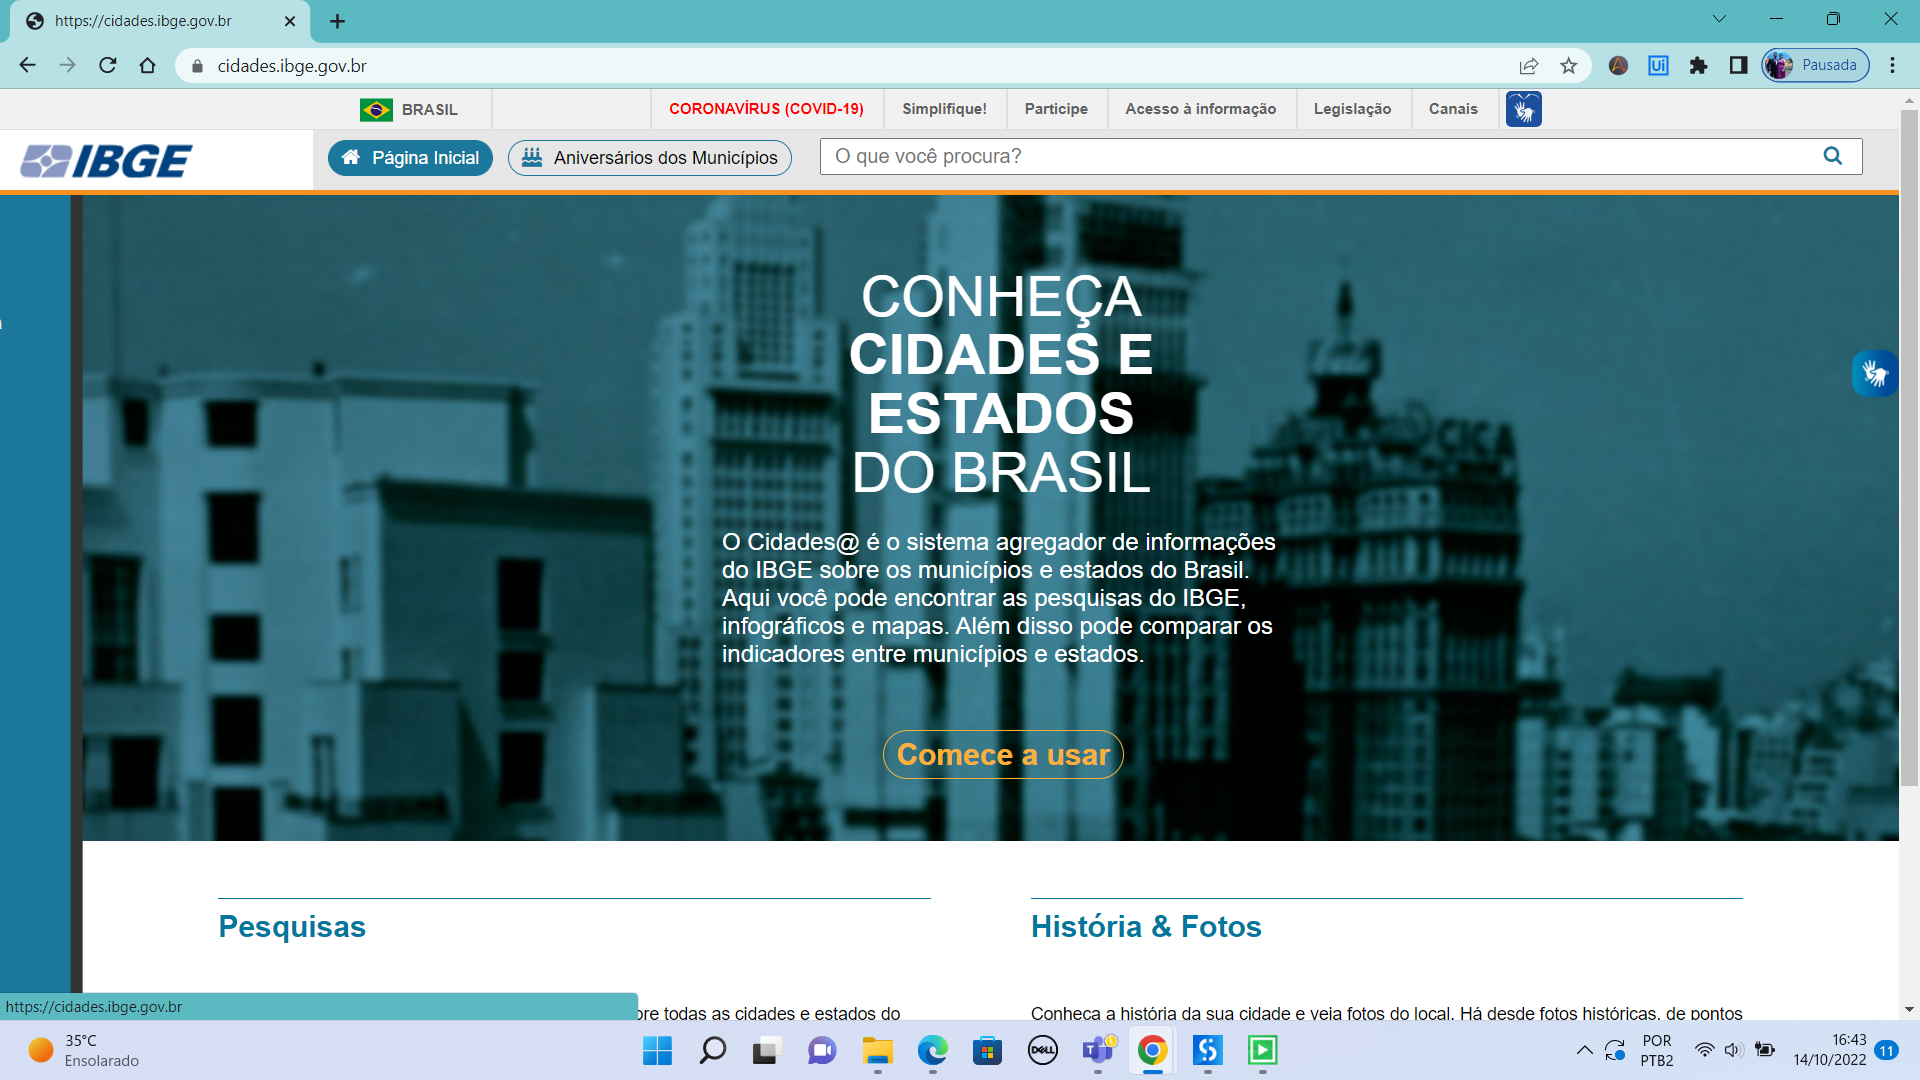 https://cidades.ibge.gov.br
cidades.ibge.gov.br
Ui
Pausada
BRASIL
CORONAVÍRUS (COVID-19)
Simplifique!
Participe
Acesso à informação
Legislação
Canais
IBGE
Página Inicial
Aniversários dos Municípios
O que você procura?
CONHEÇA
CIDADES E
ESTADOS
DO BRASIL
CICA
O Cidades@ é o sistema agregador de informações
do IBGE sobre os municípios e estados do Brasil.
Aqui você pode encontrar as pesquisas do IBGE,
infográficos e mapas. Além disso pode comparar os
indicadores entre municípios e estados.
Comece a usar
Pesquisas
História & Fotos
https://cidades.ibge.gov.br
todas as cidades e estados do
Conheça a história da sua cidade e veja fotos do local. Há desde fotos históricas, de pontos
35°C
Ensolarado
DELL
POR
PTB2
16:43
14/10/2022
11